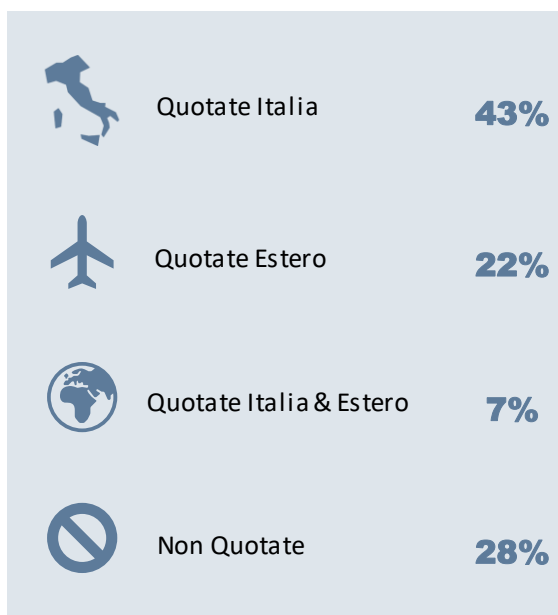 Quotate Italia 43%
Quotate Estero 22%
Quotate Italia & Estero 7%
Non Quotate 28%